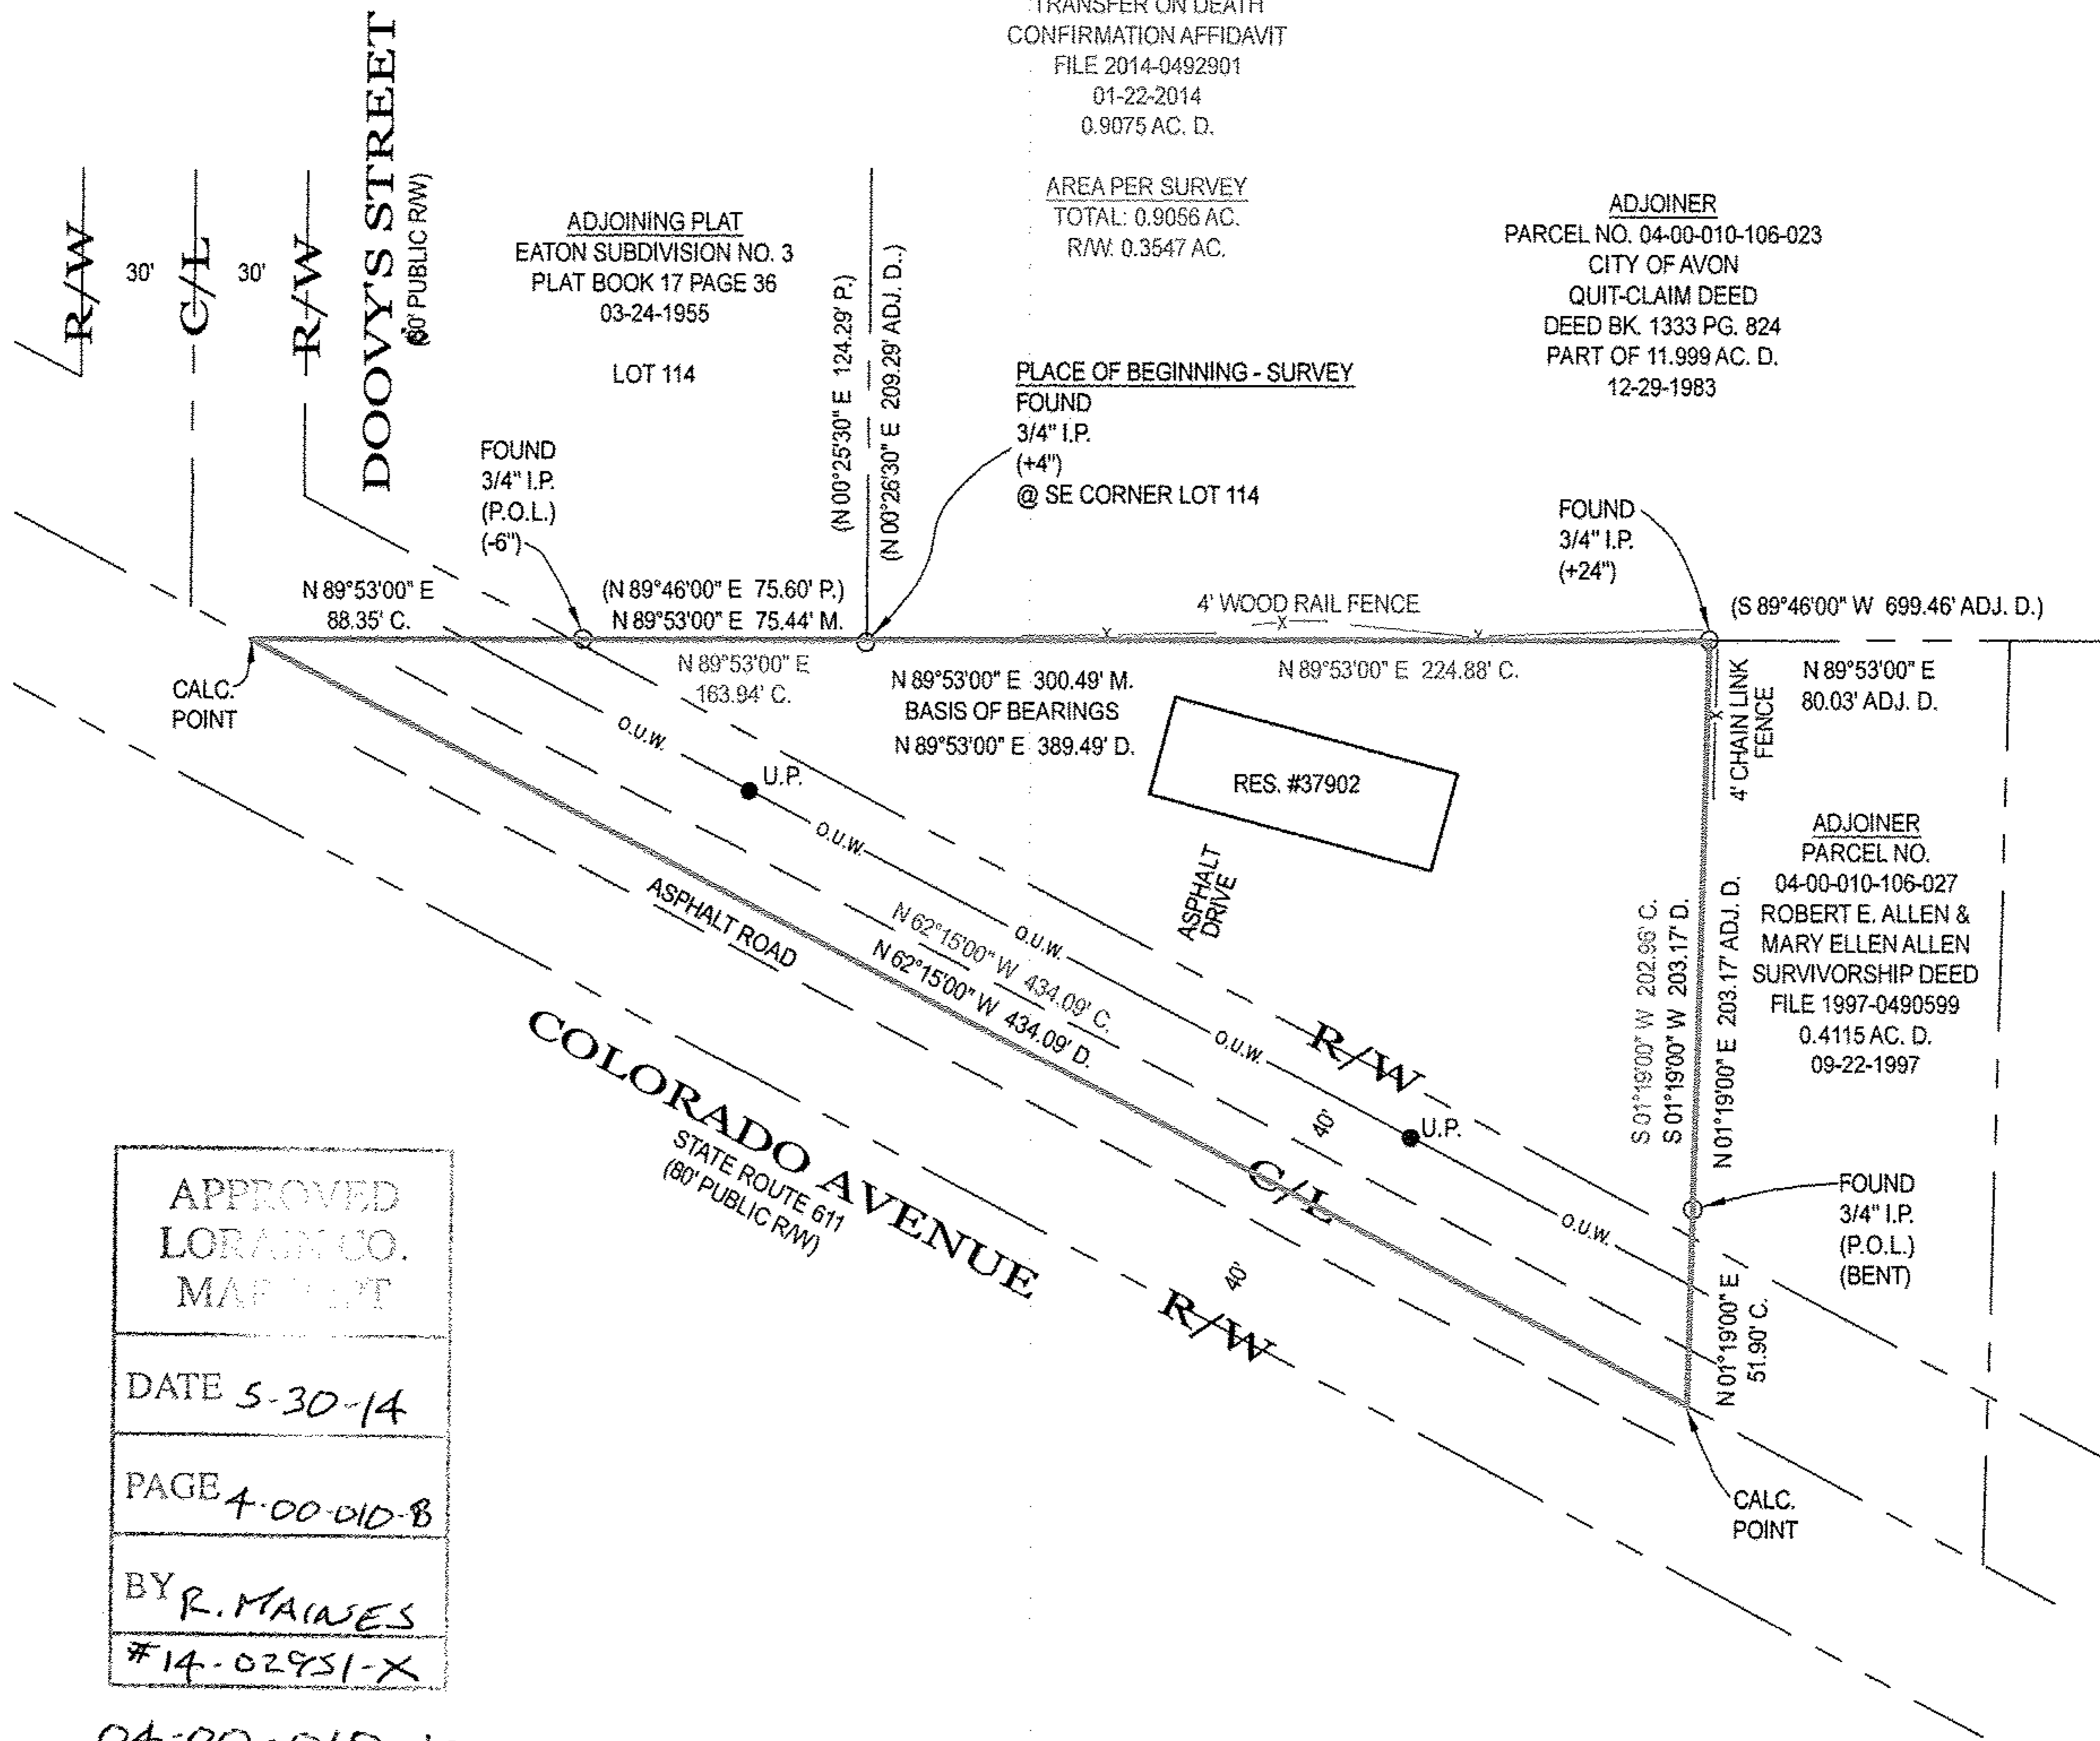 TRANSFER ON DEATH
CONFIRMATION AFFIDAVIT
FILE 2014-0492901
01-22-2014
0.9075 AC. D.
AREA PER SURVEY
TOTAL: 0.9056 AC.
R/W: 0.3547 AC.
R/W
30'
C/L
30'
R/W
DOOVY'S STREET
(60' PUBLIC R/W)
ADJOINING PLAT
EATON SUBDIVISION NO. 3
PLAT BOOK 17 PAGE 36
03-24-1955
LOT 114
(N 00°25'30" E 124.29' P.)
(N 00°26'30" E 209.29' ADJ. D..)
ADJOINER
PARCEL NO. 04-00-010-106-023
CITY OF AVON
QUIT-CLAIM DEED
DEED BK. 1333 PG. 824
PART OF 11.999 AC. D.
12-29-1983
PLACE OF BEGINNING - SURVEY
FOUND
3/4" I.P.
(+4")
@ SE CORNER LOT 114
FOUND
3/4" I.P.
(P.O.L.)
(-6")
FOUND
3/4" I.P.
(+24")
N 89°53'00" E
88.35' C.
(N 89°46'00" E 75.60' P.)
N 89°53'00" E 75.44' M.
4' WOOD RAIL FENCE
(S 89°46'00" W 699.46' ADJ. D.)
CALC.
POINT
N 89°53'00" E
163.94' C.
N 89°53'00" E 300.49' M.
BASIS OF BEARINGS
N 89°53'00" E 389.49' D.
N 89°53'00" E 224.88' C.
4' CHAIN LINK
FENCE
N 89°53'00" E
80.03' ADJ. D.
O.U.W.
U.P.
O.U.W.
RES. #37902
ASPHALT
DRIVE
ASPHALT ROAD
N 62°15'00" W 434.09' C.
N 62°15'00" W 434.09' D.
O.U.W.
O.U.W.
R/W
40'
U.P.
C/L
40'
R/W
O.U.W.
COLORADO AVENUE
STATE ROUTE 611
(80' PUBLIC R/W)
S 01°19'00" W 202.96' C.
S 01°19'00" W 203.17' D.
N 01°19'00" E 203.17' ADJ. D.
ADJOINER
PARCEL NO.
04-00-010-106-027
ROBERT E. ALLEN &
MARY ELLEN ALLEN
SURVIVORSHIP DEED
FILE 1997-0490599
0.4115 AC. D.
09-22-1997
FOUND
3/4" I.P.
(P.O.L.)
(BENT)
N 01°19'00" E
51.90' C.
CALC.
POINT
APPROVED
LORAIN CO.
DATE 5-30-14
PAGE 4-00-010-B
BY R. MAINES
#14-02951-X
04-00-010